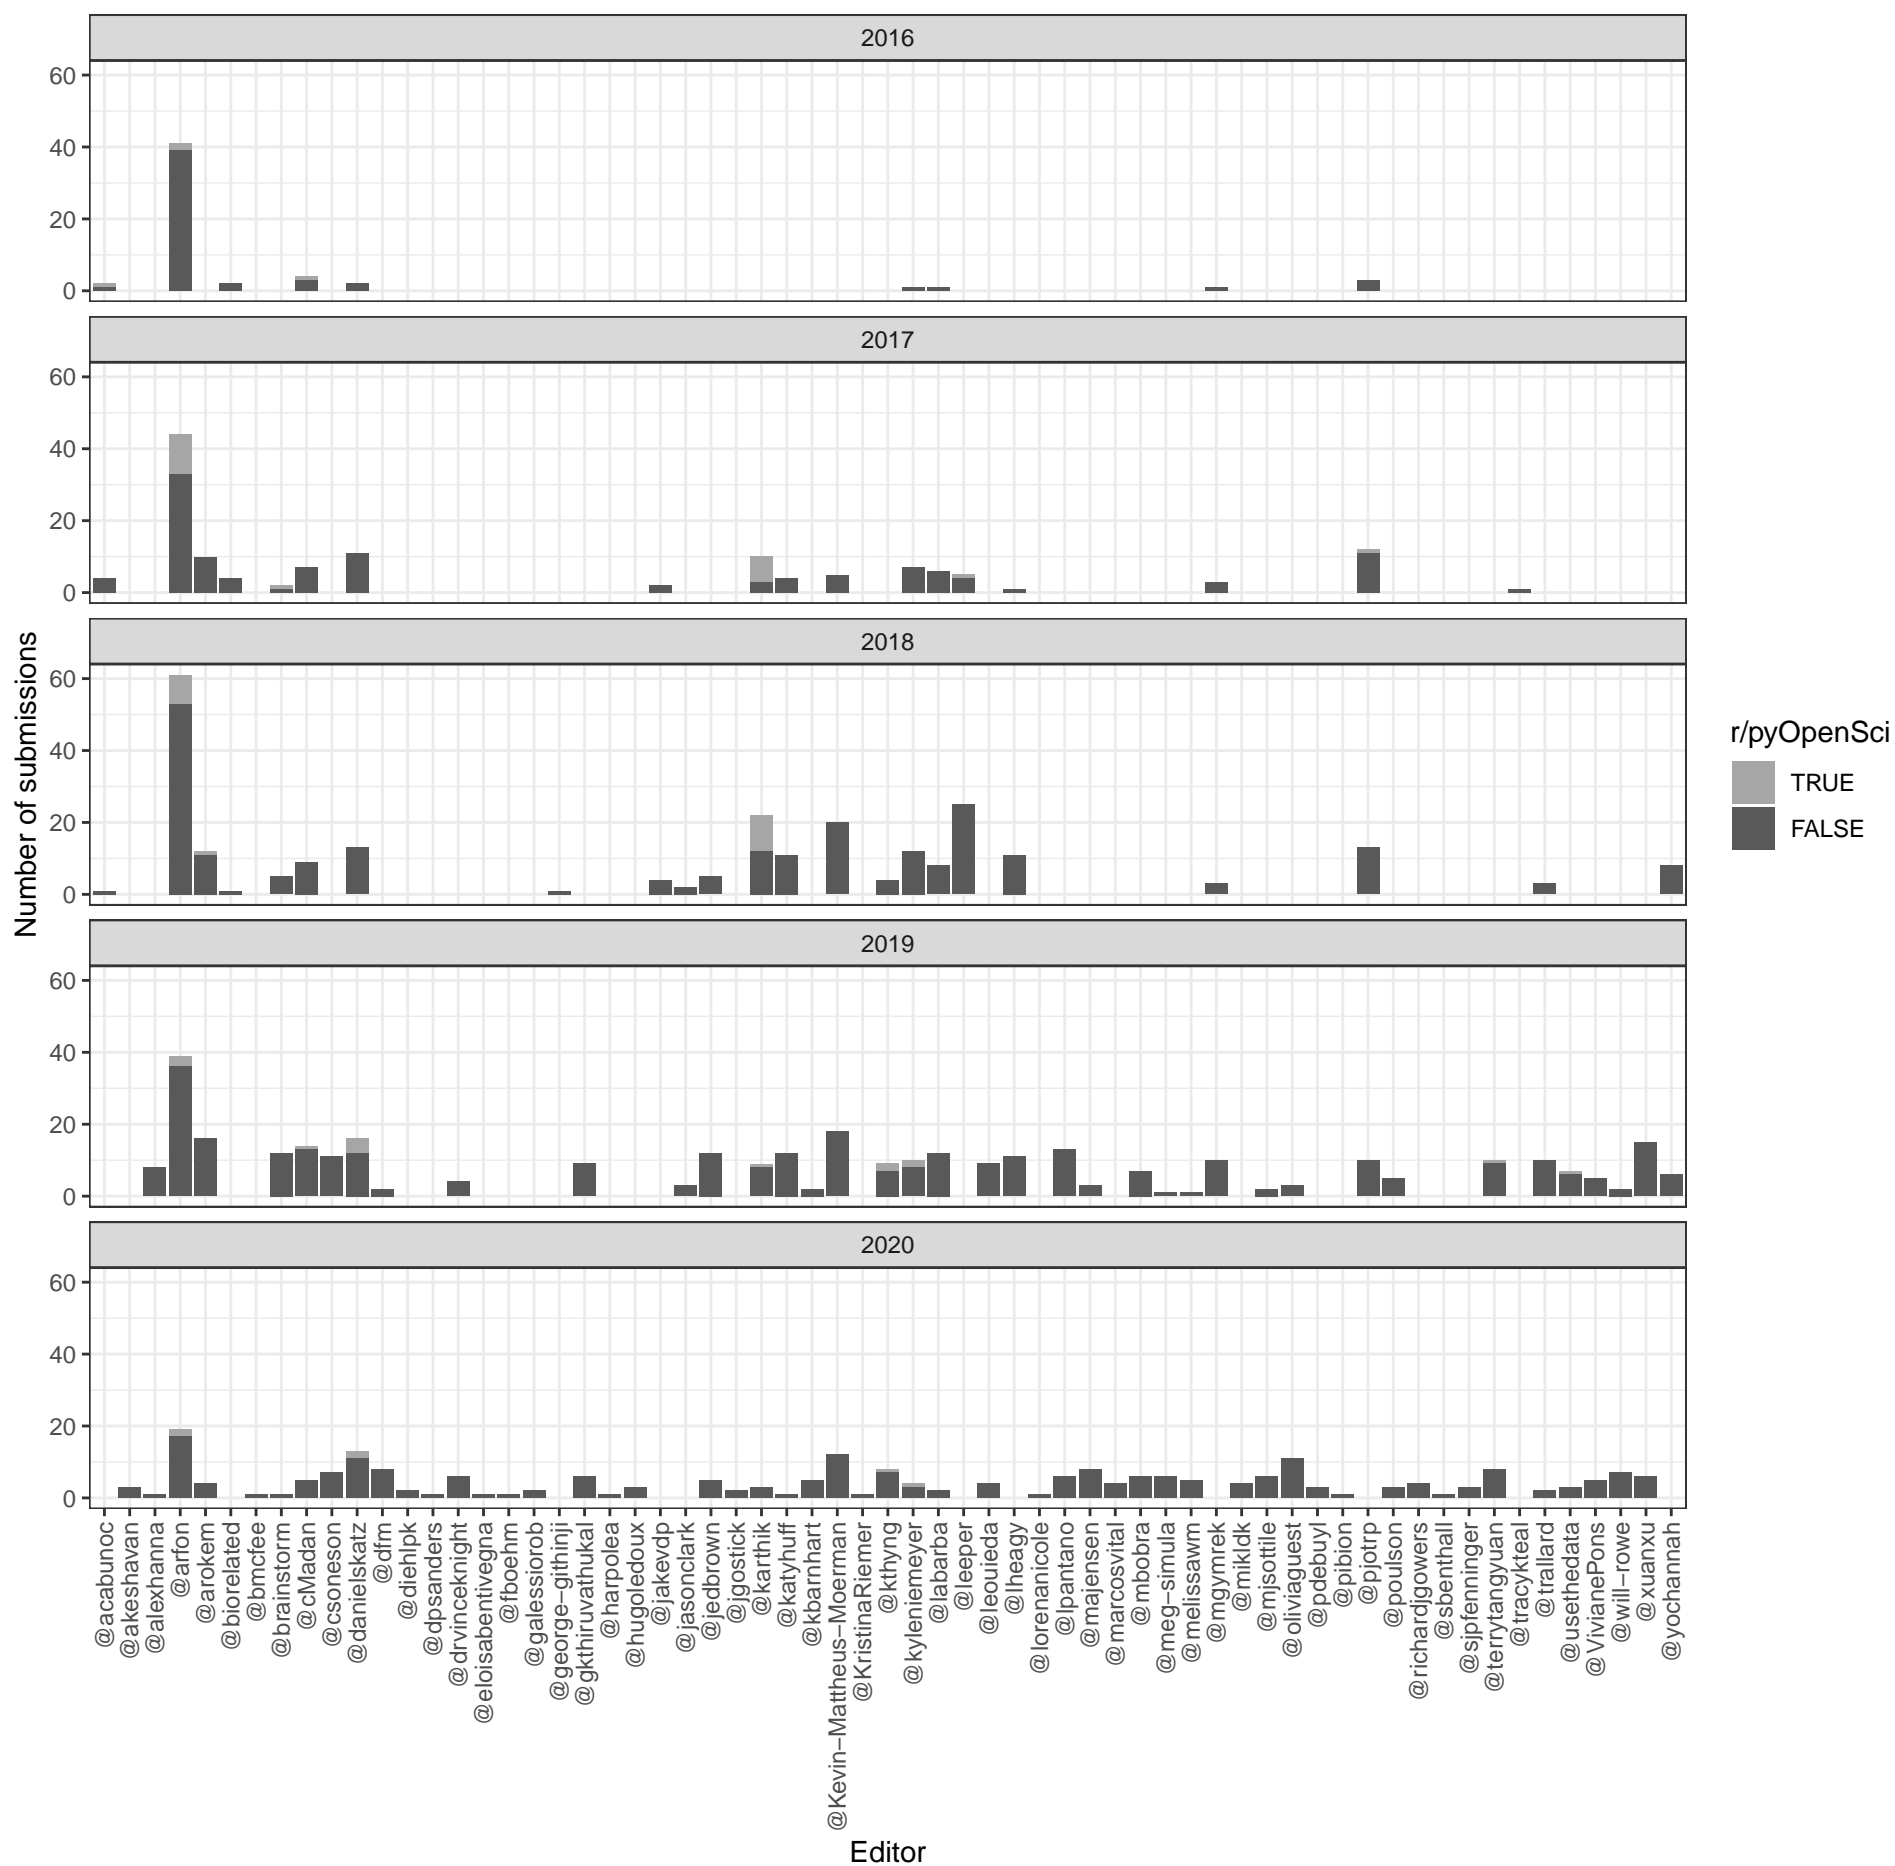 2016
60
40
20
0
2017
60
40
20
0
2018
60
40
20
0
2019
60
40
20
0
2020
60
40
20
0
Number of submissions
@acabunoc
@akeshavan
@alexhanna
@arfon
@arokem
@biorelated
@bmcfee
@brainstorm
@cMadan
@csoneson
@danielskatz
@dfm
@diehlpk
@dpsanders
@drvinceknight
@eloisabentivegna
@fboehm
@galessiorob
@george−githinji
@gkthiruvathukal
@harpolea
@hugoledoux
@jakevdp
@jasonclark
@jedbrown
@jgostick
@karthik
@katyhuff
@kbarnhart
@Kevin−Mattheus−Moerman
@KristinaRiemer
@kthyng
@kyleniemeyer
@labarba
@leeper
@leouieda
@lheagy
@lorenanicole
@lpantano
@majensen
@marcosvital
@mbobra
@meg−simula
@melissawm
@mgymrek
@mikldk
@mjsottile
@oliviaguest
@pdebuyl
@pibion
@pjotrp
@poulson
@richardjgowers
@sbenthall
@sjpfenninger
@terrytangyuan
@tracykteal
@trallard
@usethedata
@VivianePons
@will−rowe
@xuanxu
@yochannah
Editor
r/pyOpenSci
TRUE
FALSE